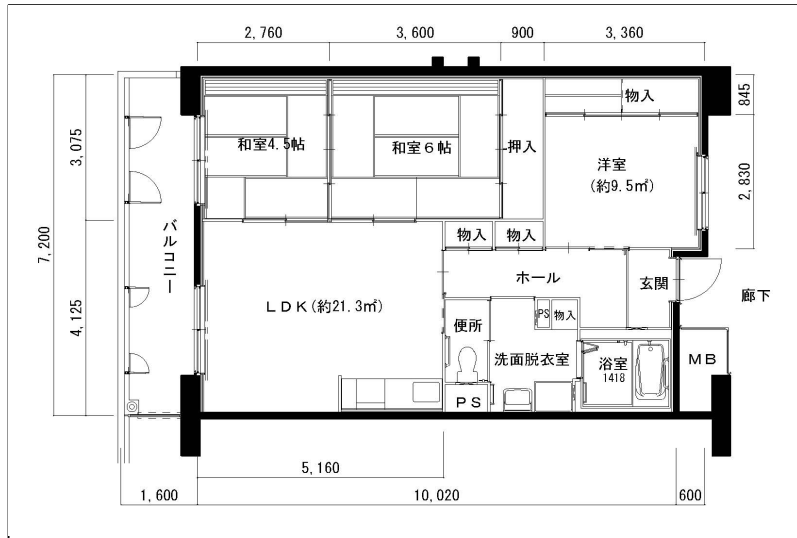 2,760
3,600
900
3,360
物入
845
3,075
和室4.5帖
和室6帖
押入
洋室
(約9.5㎡)
2,830
7,200
バルコニー
物入
物入
ホール
玄関
廊下
4,125
LDK(約21.3㎡)
便所
PS
物入
洗面脱衣室
浴室
1418
MB
PS
5,160
1,600
10,020
600